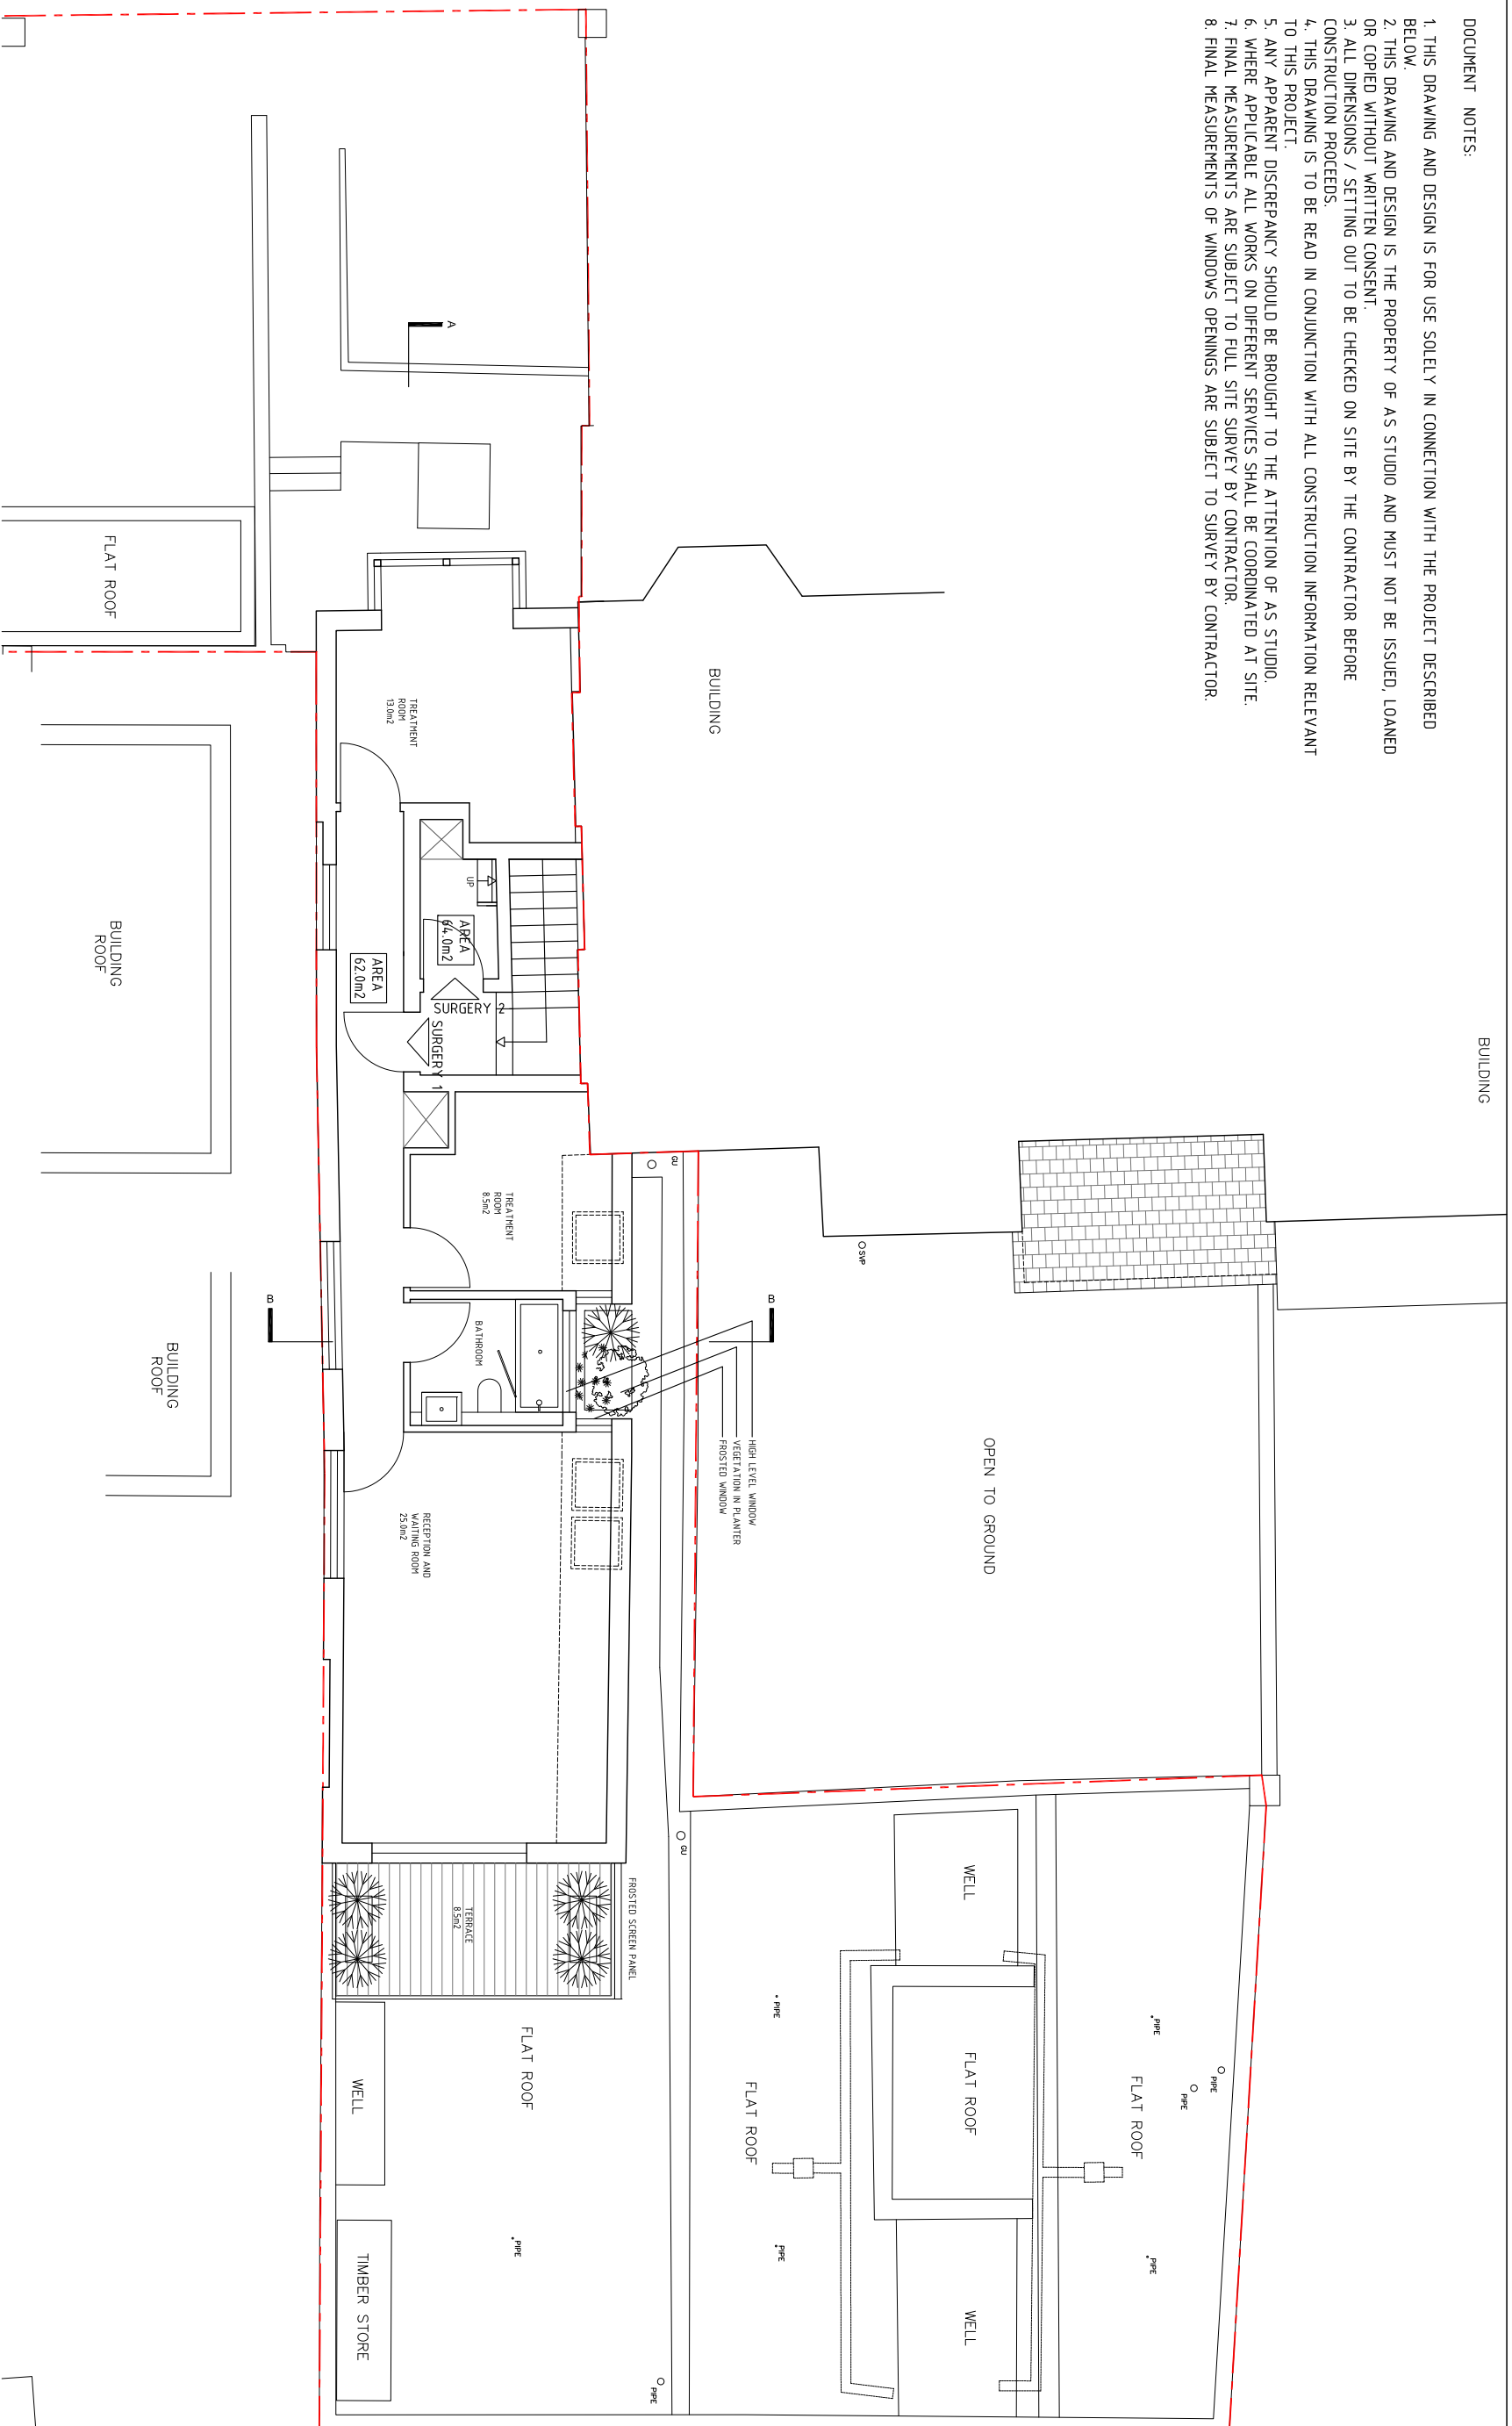 DOCUMENT NOTES:
1. THIS DRAWING AND DESIGN IS FOR USE SOLELY IN CONNECTION WITH THE PROJECT DESCRIBED
BELOW.
2. THIS DRAWING AND DESIGN IS THE PROPERTY OF AS STUDIO AND MUST NOT BE ISSUED, LOANED
OR COPIED WITHOUT WRITTEN CONSENT.
3. ALL DIMENSIONS / SETTING OUT TO BE CHECKED ON SITE BY THE CONTRACTOR BEFORE
CONSTRUCTION PROCEEDS.
4. THIS DRAWING IS TO BE READ IN CONJUNCTION WITH ALL CONSTRUCTION INFORMATION RELEVANT
TO THIS PROJECT.
5. ANY APPARENT DISCREPANCY SHOULD BE BROUGHT TO THE ATTENTION OF AS STUDIO.
6. WHERE APPLICABLE ALL WORKS ON DIFFERENT SERVICES SHALL BE COORDINATED AT SITE.
7. FINAL MEASUREMENTS ARE SUBJECT TO FULL SITE SURVEY BY CONTRACTOR.
8. FINAL MEASUREMENTS OF WINDOWS OPENINGS ARE SUBJECT TO SURVEY BY CONTRACTOR.
BUILDING
BUILDING
A
FLAT ROOF
TREATMENT
ROOM
13.0m2
UP
AREA
64.0m2
AREA
62.0m2
SURGERY 2
SURGERY 1
BUILDING
ROOF
BUILDING
ROOF
GU
SVP
TREATMENT
ROOM
8.5m2
B
B
BATHROOM
HIGH LEVEL WINDOW
VEGETATION IN PLANTER
FROSTED WINDOW
OPEN TO GROUND
RECEPTION AND
WAITING ROOM
25.0m2
GU
FROSTED SCREEN PANEL
TERRACE
8.5m2
WELL
PIPE
PIPE
PIPE
PIPE
FLAT ROOF
FLAT ROOF
FLAT ROOF
FLAT ROOF
WELL
PIPE
PIPE
PIPE
WELL
TIMBER STORE
PIPE